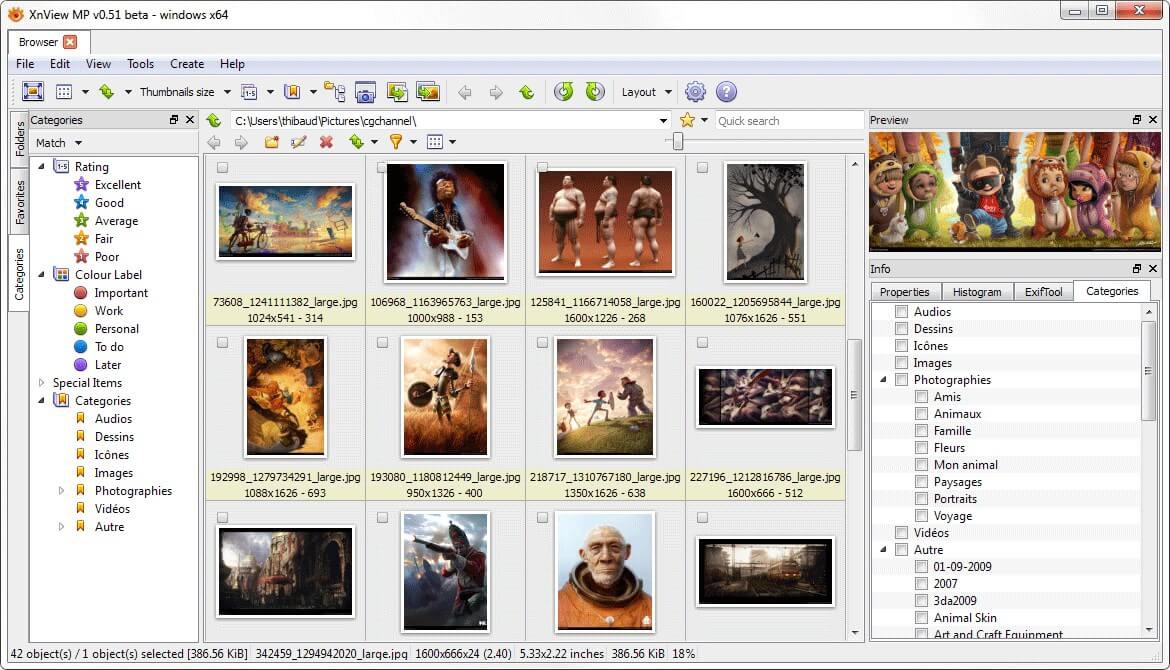 XnView MP v0.51 beta - windows x64
Browser
File Edit View Tools Create Help
Thumbnails size Layout
Folders
Favorites
Categories
Categories
Match
Rating
Excellent
Good
Average
Fair
Poor
Colour Label
Important
Work
Personal
To do
Later
Special Items
Categories
Audios
Dessins
Icônes
Images
Photographies
Vidéos
Autre
C:\Users\thibaud\Pictures\cgchannel\
Quick search
73608_1241111382_large.jpg
1024x541 - 314
106968_1163965763_large.jpg
1000x988 - 153
125841_1166714058_large.jpg
1600x1226 - 268
160022_1205695844_large.jpg
1076x1626 - 551
192998_1279734291_large.jpg
1088x1626 - 693
193080_1180812449_large.jpg
950x1326 - 400
218717_1310767180_large.jpg
1350x1626 - 638
227196_1212816786_large.jpg
1600x666 - 512
Preview
Info
Properties Histogram ExifTool Categories
Audios
Dessins
Icônes
Images
Photographies
Amis
Animaux
Famille
Fleurs
Mon animal
Paysages
Portraits
Voyage
Vidéos
Autre
01-09-2009
2007
3da2009
Animal Skin
Art and Craft Equipment
42 object(s) / 1 object(s) selected [386.56 KiB] 342459_1294942020_large.jpg 1600x666x24 (2.40) 5.33x2.22 inches 386.56 KiB 18%